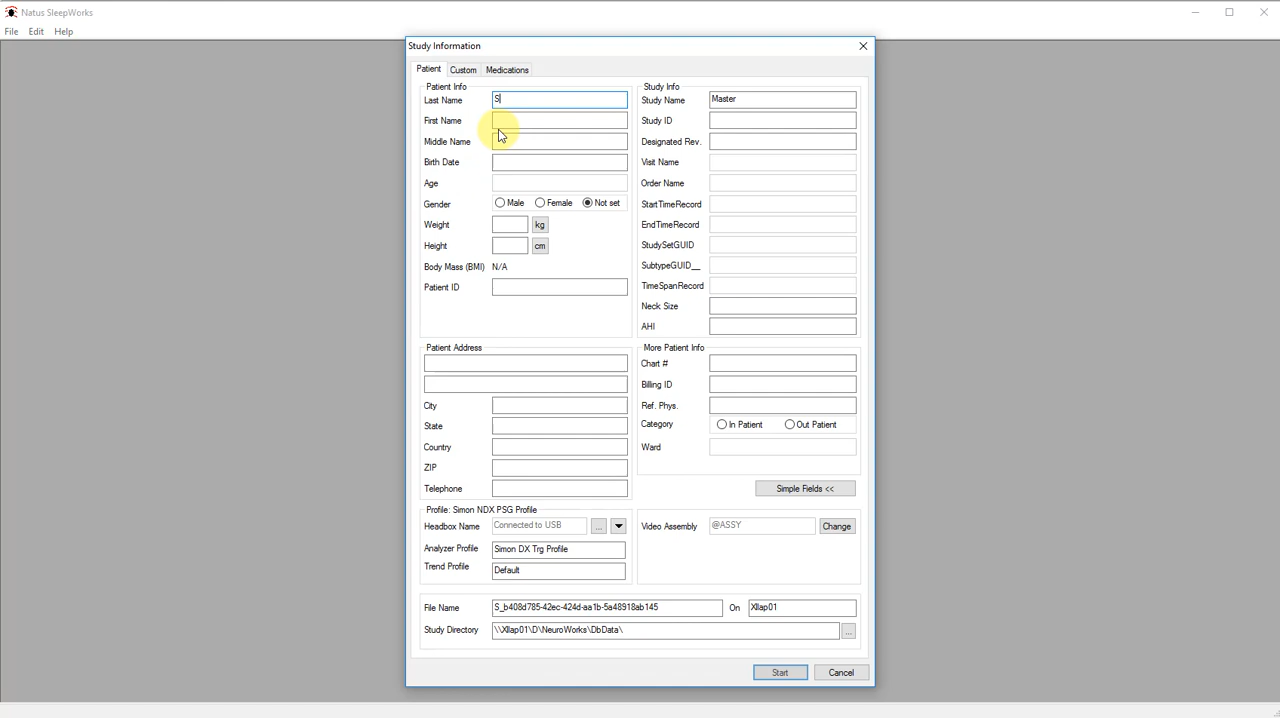 Natus SleepWorks
File Edit Help
Study Information
Patient Custom Medications
Patient Info
Last Name S
First Name
Middle Name
Birth Date
Age
Gender Male Female Not set
Weight kg
Height cm
Body Mass (BMI) N/A
Patient ID
Study Info
Study Name Master
Study ID
Designated Rev.
Visit Name
Order Name
StartTimeRecord
EndTimeRecord
StudySetGUID
SubtypeGUID__
TimeSpanRecord
Neck Size
AHI
Patient Address
City
State
Country
ZIP
Telephone
More Patient Info
Chart #
Billing ID
Ref. Phys.
Category In Patient Out Patient
Ward
Simple Fields <<
Profile: Simon NDX PSG Profile
Headbox Name Connected to USB ...
Analyzer Profile Simon DX Trg Profile
Trend Profile Default
Video Assembly @ASSY Change
File Name S_b408d785-42ec-424d-aa1b-5a48918ab145 On Xllap01
Study Directory \\Xllap01\D\NeuroWorks\DbData\ ...
Start Cancel